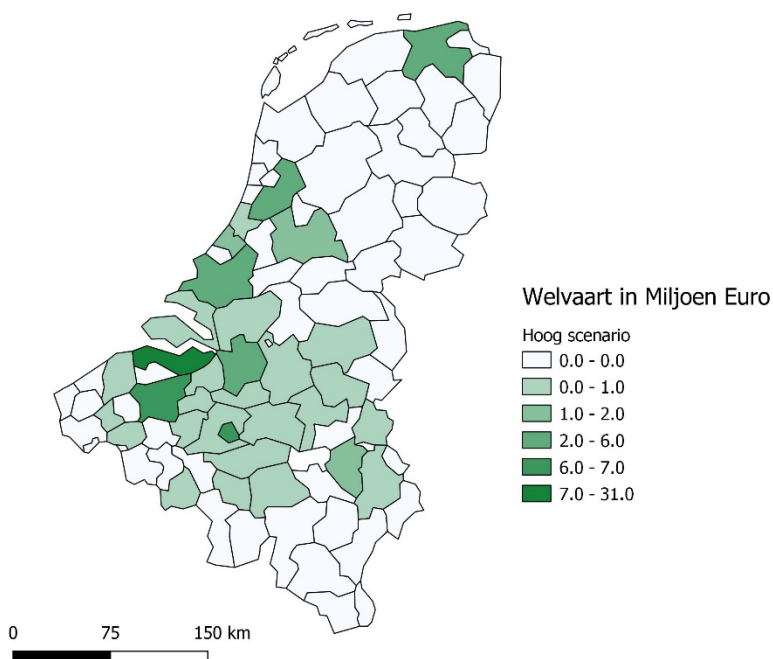 Welvaart in Miljoen Euro
Hoog scenario
0.0 - 0.0
0.0 - 1.0
1.0 - 2.0
2.0 - 6.0
6.0 - 7.0
7.0 - 31.0
0 75 150 km